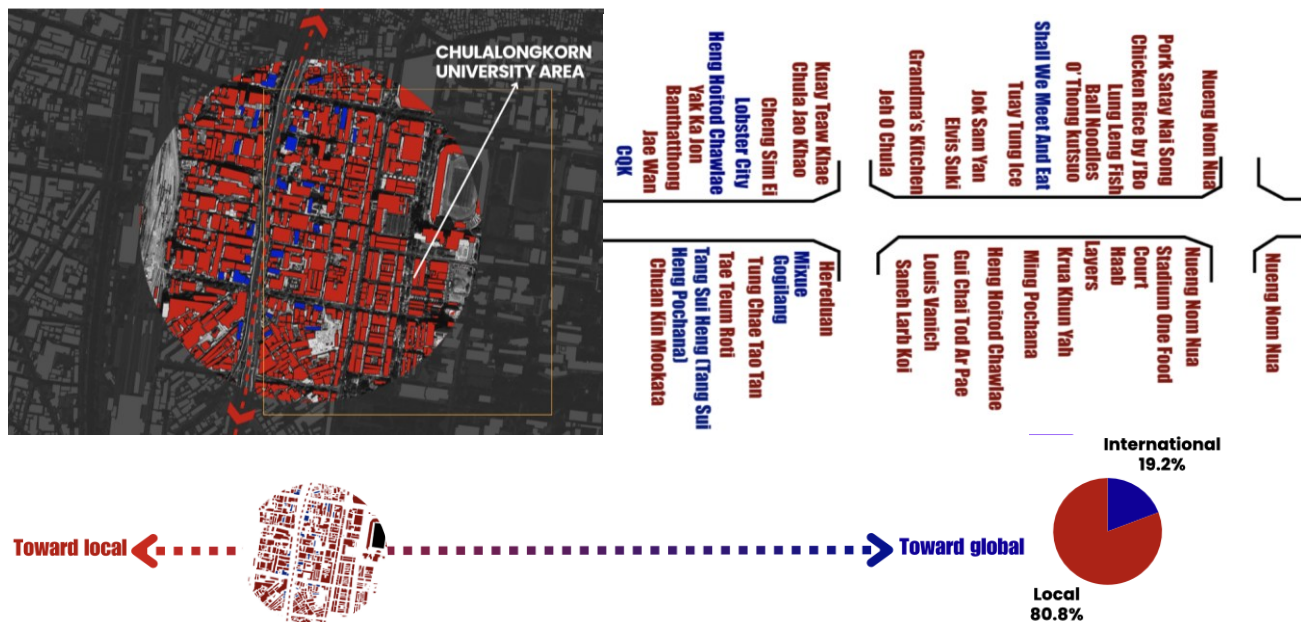 CHULALONGKORN
UNIVERSITY AREA
CQK
Jae Wan
Banthatthong
Yak Ka Jon
Heng Hoitod Chawlae
Lobster City
Cheng Sim Ei
Chula Jao Khao
Kuay Teaw Khae
Jeh O Chula
Grandma's Kinchen
Elvis Suki
Jok Sam Yan
Tuay Tung Ice
Shall We Meet And Eat
O' Thong kutsuo
Ball Noodles
Lung Leng Fish
Chicken Rice by J'Bo
Pork Satay Nai Song
Nueng Nom Nua
Chuan Kin Mookata
Heng Pochana)
Tang Sui Heng (Tang Sui
Tae Teum Roti
Tung Chae Tao Tan
Gogilang
Mixue
Hereduan
Saneh Larb Koi
Louis Vanich
Gui Chai Tod Ar Pae
Heng Hoitod Chawlae
Ming Pochana
Krua Khun Yah
Layers
Haab
Court
Stadium One Food
Nueng Nom Nua
Nueng Nom Nua
Toward local
Toward global
International
19.2%
Local
80.8%